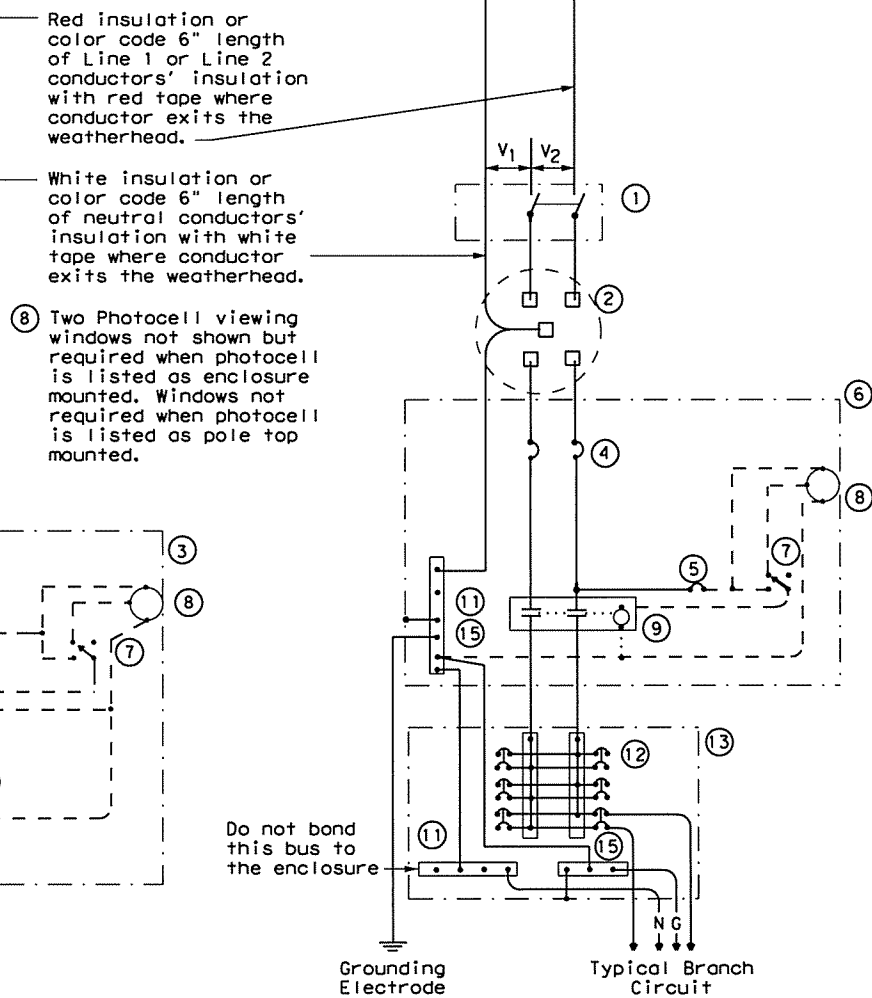 Red insulation or
color code 6" length
of Line 1 or Line 2
conductors' insulation
with red tape where
conductor exits the
weatherhead.
White insulation or
color code 6" length
of neutral conductors'
insulation with white
tape where conductor
exits the weatherhead.
8 Two Photocell viewing
windows not shown but
required when photocell
is listed as enclosure
mounted. Windows not
required when photocell
is listed as pole top
mounted.
V1 V2
1
2
6
4
8
5
7
11
15
9
3
8
7
12
13
Do not bond
this bus to
the enclosure
11
15
N G
Grounding
Electrode
Typical Branch
Circuit